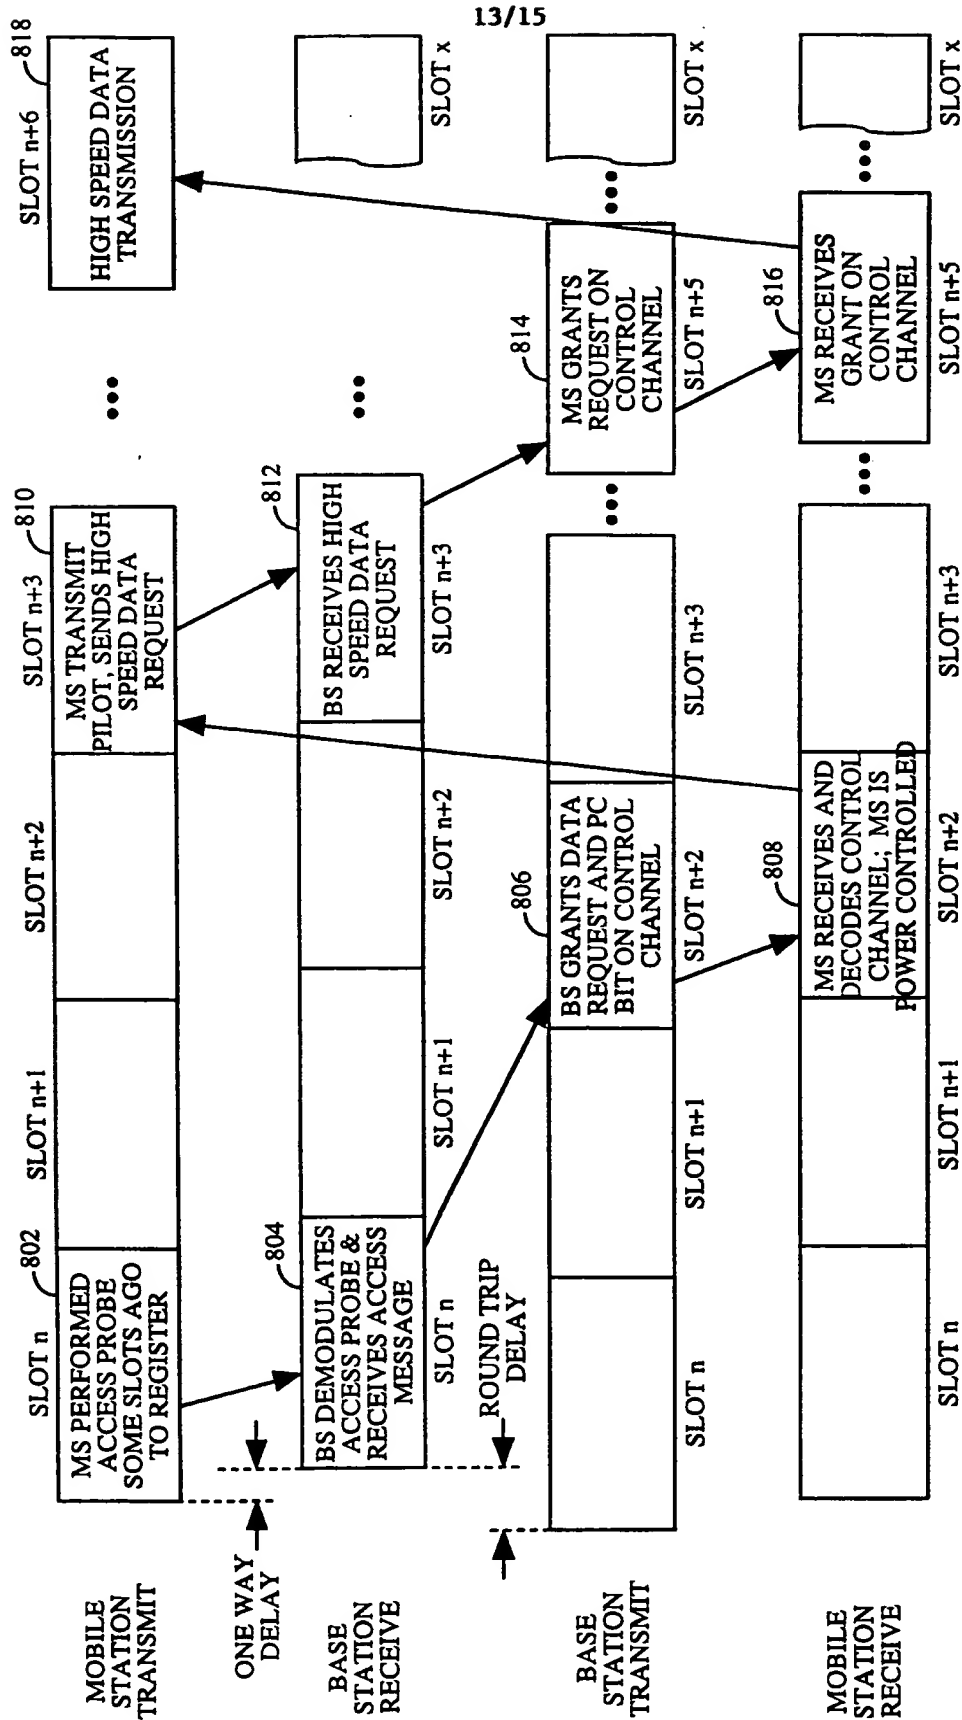 13/15
MOBILE
STATION
TRANSMIT
SLOT n
802
MS PERFORMED
ACCESS PROBE
SOME SLOTS AGO
TO REGISTER
SLOT n+1
SLOT n+2
SLOT n+3
810
MS TRANSMIT
PILOT, SENDS HIGH
SPEED DATA
REQUEST
•••
SLOT n+6
818
HIGH SPEED DATA
TRANSMISSION
ONE WAY
DELAY
BASE
STATION
RECEIVE
804
BS DEMODULATES
ACCESS PROBE &
RECEIVES ACCESS
MESSAGE
SLOT n
SLOT n+1
SLOT n+2
812
BS RECEIVES HIGH
SPEED DATA
REQUEST
SLOT n+3
•••
SLOT x
ROUND TRIP
DELAY
BASE
STATION
TRANSMIT
SLOT n
SLOT n+1
806
BS GRANTS DATA
REQUEST AND PC
BIT ON CONTROL
CHANNEL
SLOT n+2
SLOT n+3
•••
814
MS GRANTS
REQUEST ON
CONTROL
CHANNEL
SLOT n+5
•••
SLOT x
MOBILE
STATION
RECEIVE
SLOT n
SLOT n+1
808
MS RECEIVES AND
DECODES CONTROL
CHANNEL; MS IS
POWER CONTROLLED
SLOT n+2
SLOT n+3
•••
816
MS RECEIVES
GRANT ON
CONTROL
CHANNEL
SLOT n+5
•••
SLOT x